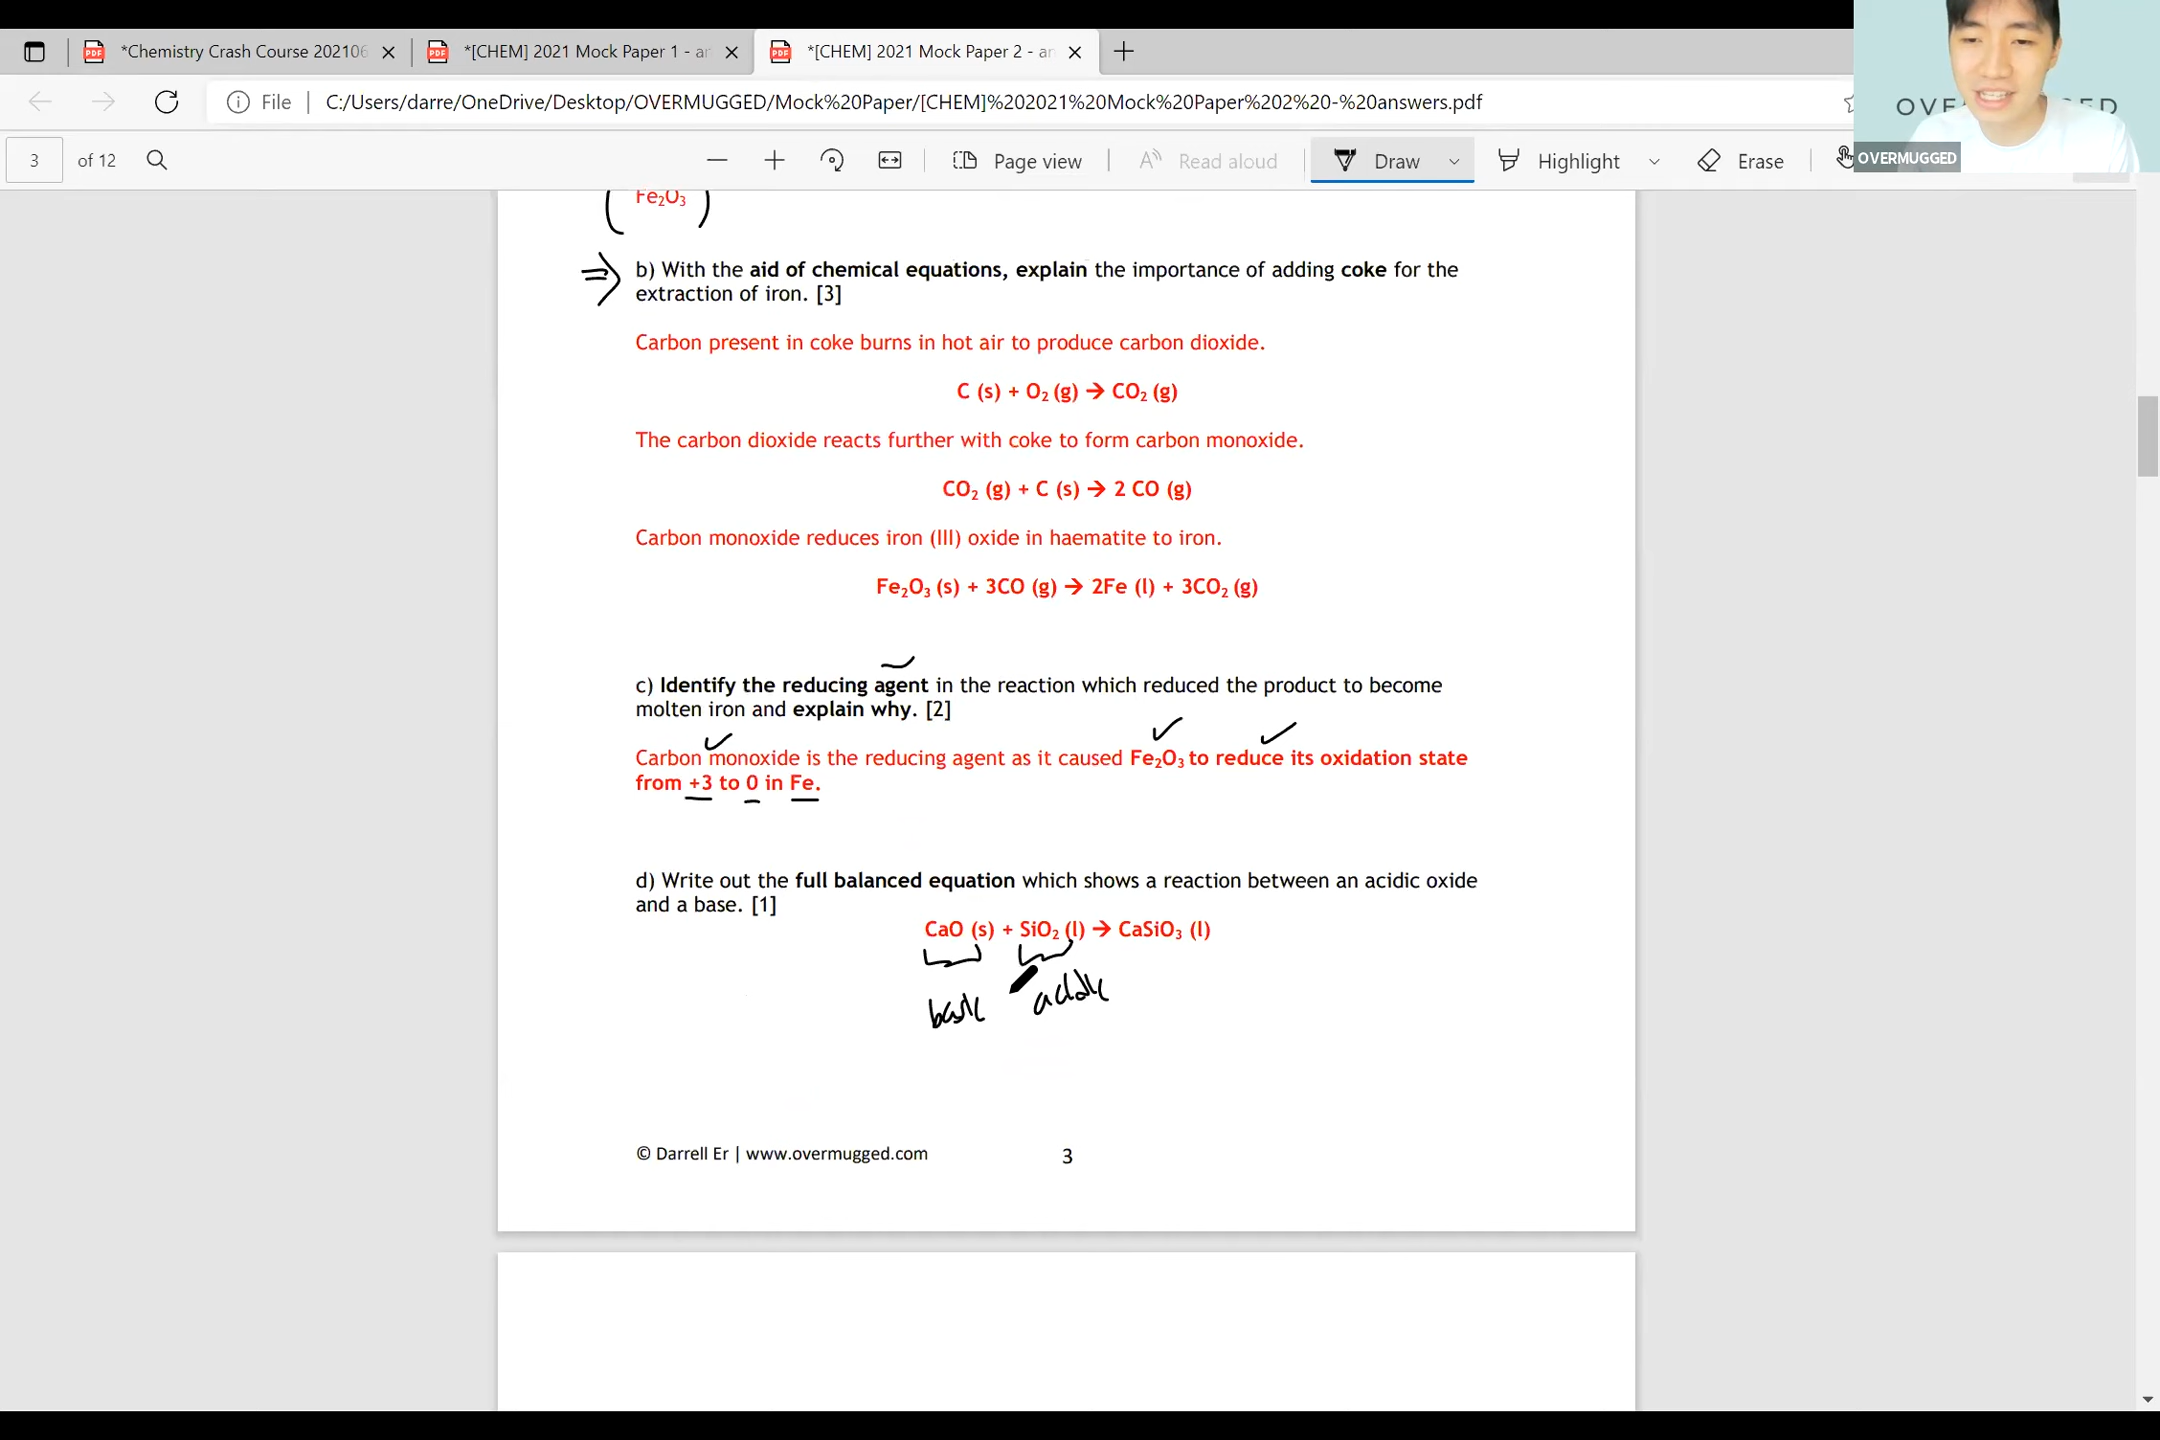 *Chemistry Crash Course 202106
*[CHEM] 2021 Mock Paper 1 - an
*[CHEM] 2021 Mock Paper 2 - an
File
C:/Users/darre/OneDrive/Desktop/OVERMUGGED/Mock%20Paper/[CHEM]%202021%20Mock%20Paper%202%20-%20answers.pdf
3 of 12
Page view
Read aloud
Draw
Highlight
Erase
OVERMUGGED
Fe₂O₃
b) With the aid of chemical equations, explain the importance of adding coke for the
extraction of iron. [3]
Carbon present in coke burns in hot air to produce carbon dioxide.
C (s) + O₂ (g) → CO₂ (g)
The carbon dioxide reacts further with coke to form carbon monoxide.
CO₂ (g) + C (s) → 2 CO (g)
Carbon monoxide reduces iron (III) oxide in haematite to iron.
Fe₂O₃ (s) + 3CO (g) → 2Fe (l) + 3CO₂ (g)
c) Identify the reducing agent in the reaction which reduced the product to become
molten iron and explain why. [2]
Carbon monoxide is the reducing agent as it caused Fe₂O₃ to reduce its oxidation state
from +3 to 0 in Fe.
d) Write out the full balanced equation which shows a reaction between an acidic oxide
and a base. [1]
CaO (s) + SiO₂ (l) → CaSiO₃ (l)
basic acidic
© Darrell Er | www.overmugged.com 3